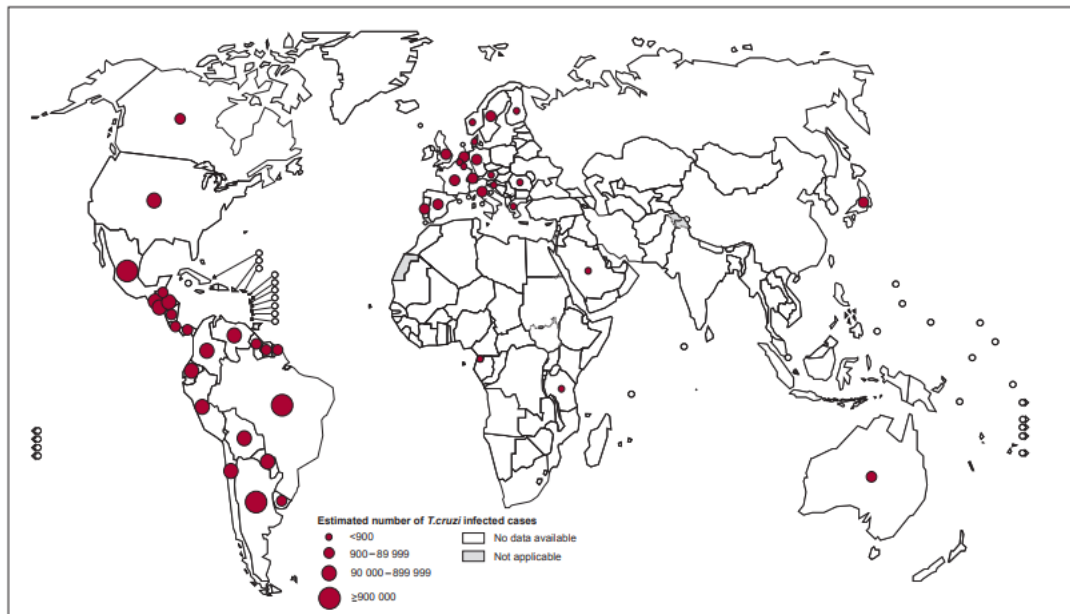 Estimated number of T.cruzi infected cases
<900
900–89 999
90 000–899 999
≥900 000
No data available
Not applicable